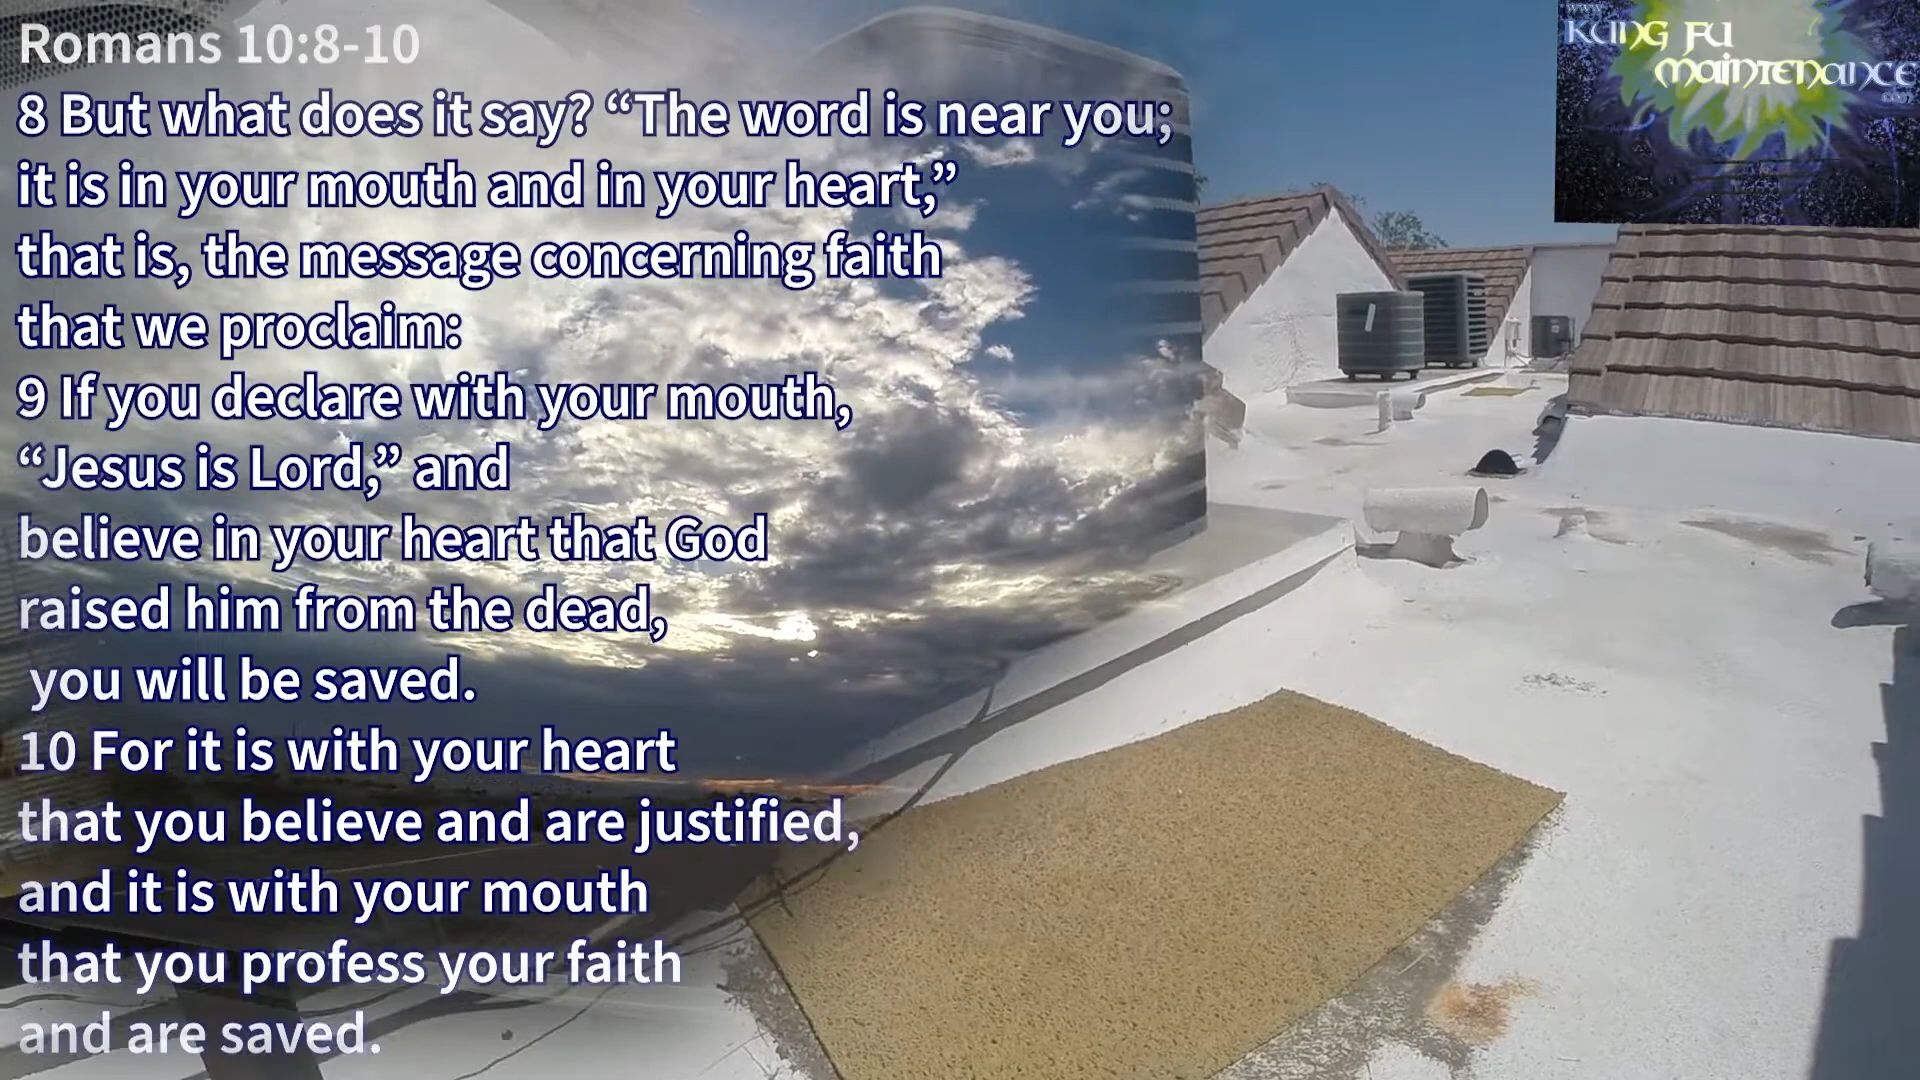 Romans 10:8-10
8 But what does it say? “The word is near you;
it is in your mouth and in your heart,”
that is, the message concerning faith
that we proclaim:
9 If you declare with your mouth,
“Jesus is Lord,” and
believe in your heart that God
raised him from the dead,
you will be saved.
10 For it is with your heart
that you believe and are justified,
and it is with your mouth
that you profess your faith
and are saved.
www
Kung Fu
Maintenance
.com